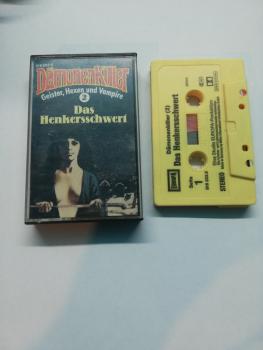 Dämonenkiller
Geister, Hexen und Vampire
2
Das
Henkersschwert
Dämonenkiller (2)
Das Henkersschwert
Seite
1
STEREO